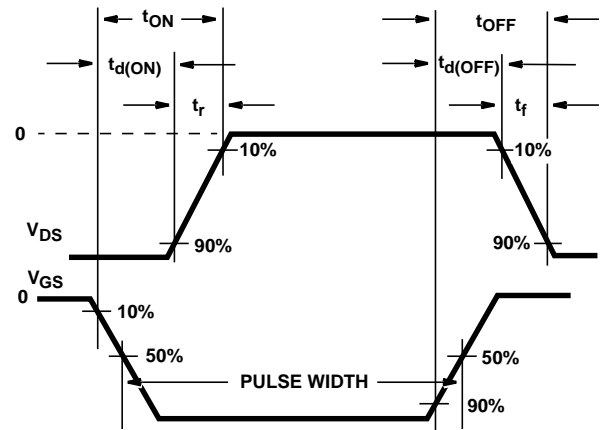 tON
tOFF
td(ON)
td(OFF)
tr
tf
0
10%
10%
VDS
90%
90%
VGS
0
10%
50%
50%
PULSE WIDTH
90%